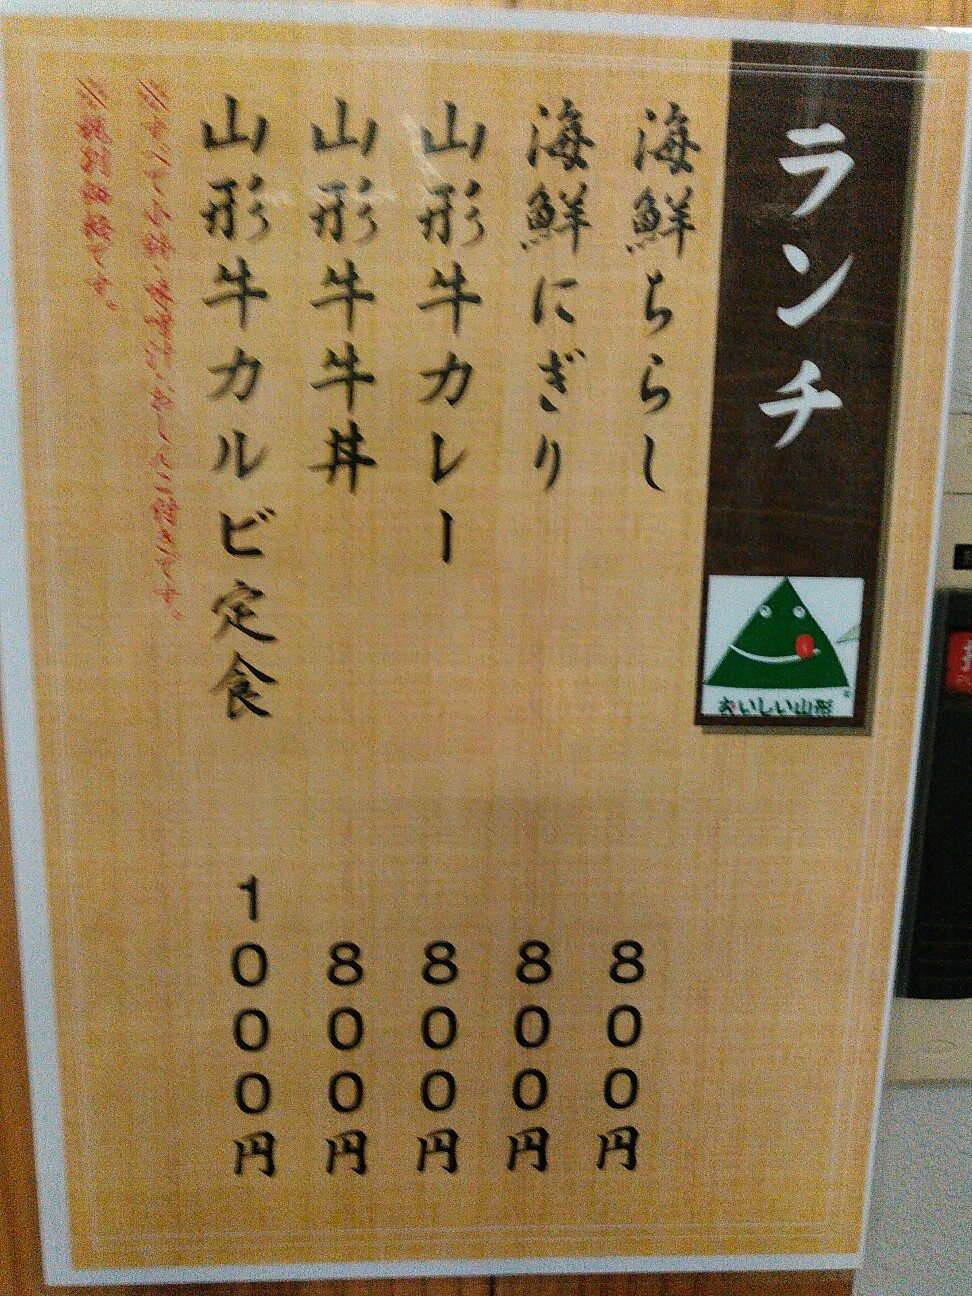 ランチ
おいしい山形
海鮮ちらし 800円
海鮮にぎり 800円
山形牛カレー 800円
山形牛牛丼 800円
山形牛カルビ定食 1000円